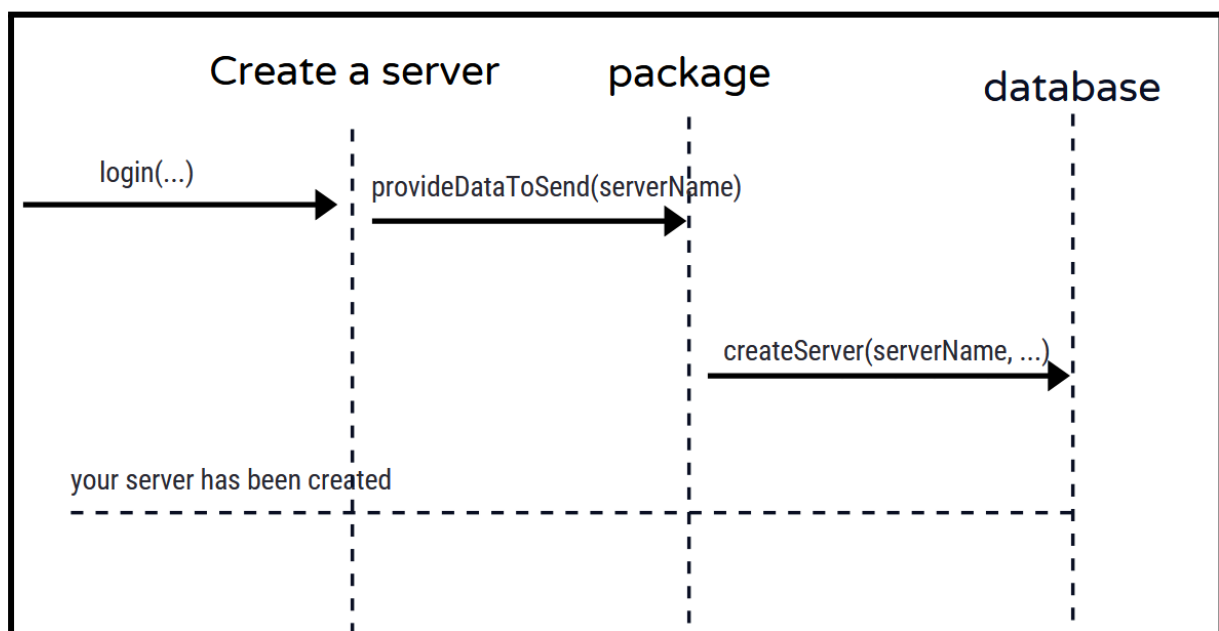 Create a server
package
database
login(...)
provideDataToSend(serverName)
createServer(serverName, ...)
your server has been created